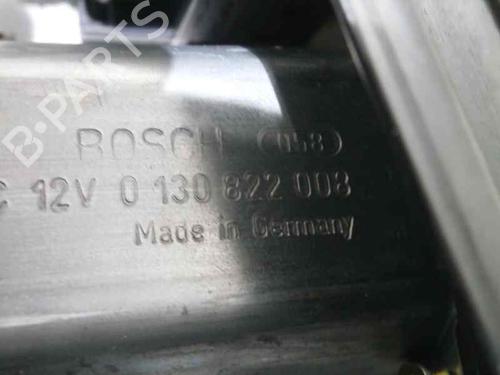 B-PARTS
BOSCH 058
C 12V 0 130 822 008
Made in Germany